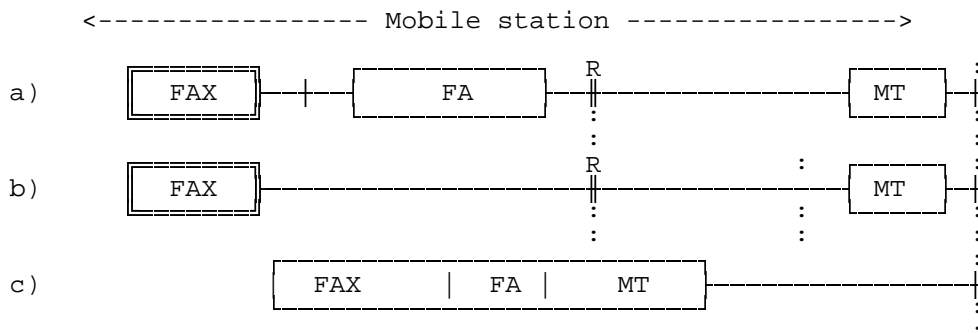 <----------------- Mobile station ----------------->
R
a) FAX FA MT
R
b) FAX MT
c) FAX | FA | MT